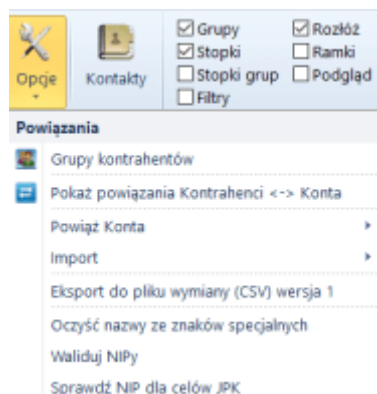 Opcje
Kontakty
Grupy
Stopki
Stopki grup
Filtry
Rozłóż
Ramki
Podgląd
Powiązania
Grupy kontrahentów
Pokaż powiązania Kontrahenci <-> Konta
Powiąż Konta
Import
Eksport do pliku wymiany (CSV) wersja 1
Oczyść nazwy ze znaków specjalnych
Waliduj NIPy
Sprawdź NIP dla celów JPK